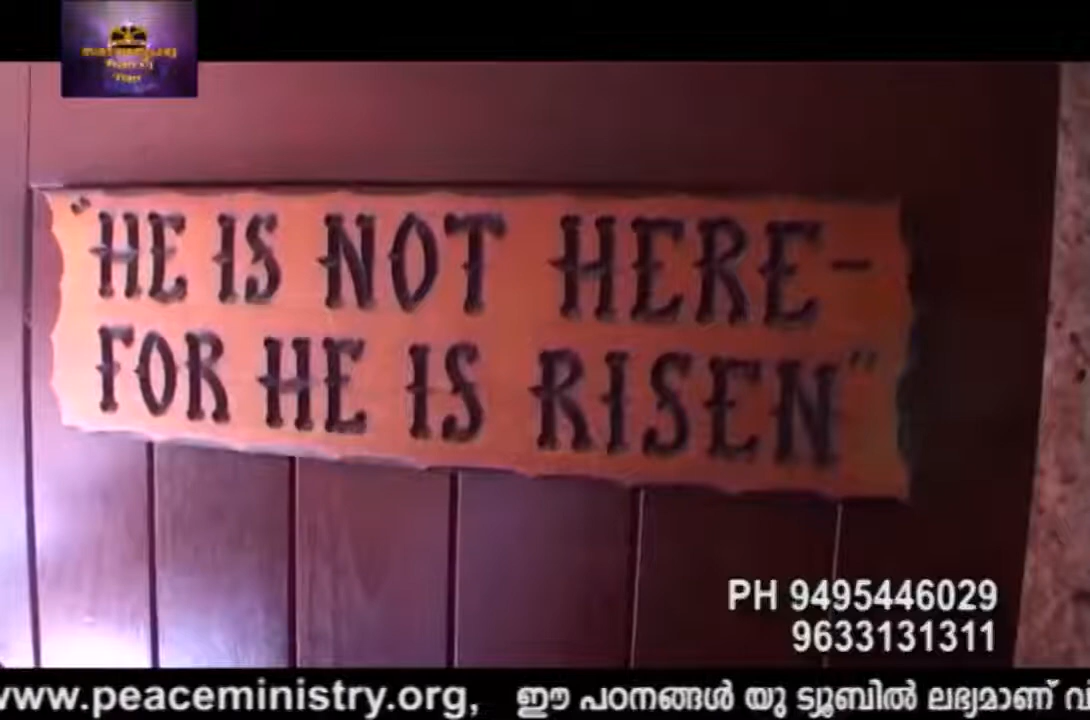 "HE IS NOT HERE-
FOR HE IS RISEN"
PH 9495446029
9633131311
www.peaceministry.org, ഈ പഠനങ്ങൾ യു ട്യൂബിൽ ലഭ്യമാണ്